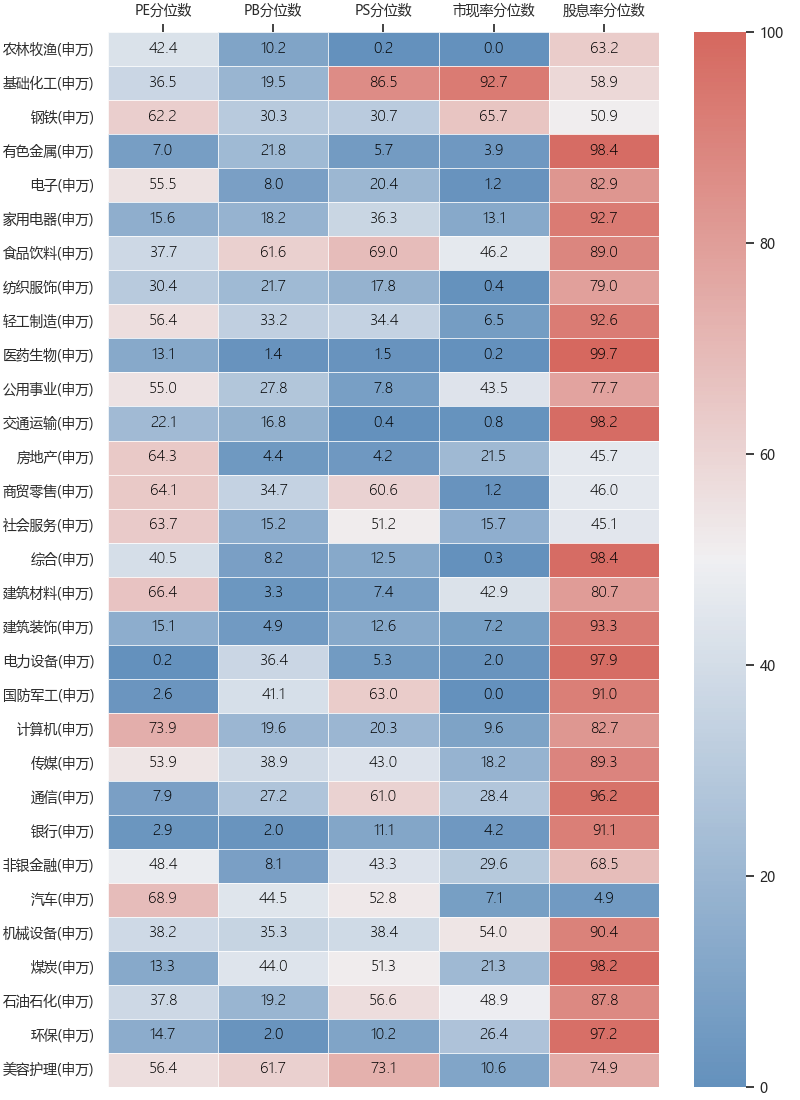 PE分位数 PB分位数 PS分位数 市现率分位数 股息率分位数
农林牧渔(申万) 42.4 10.2 0.2 0.0 63.2
基础化工(申万) 36.5 19.5 86.5 92.7 58.9
钢铁(申万) 62.2 30.3 30.7 65.7 50.9
有色金属(申万) 7.0 21.8 5.7 3.9 98.4
电子(申万) 55.5 8.0 20.4 1.2 82.9
家用电器(申万) 15.6 18.2 36.3 13.1 92.7
食品饮料(申万) 37.7 61.6 69.0 46.2 89.0
纺织服饰(申万) 30.4 21.7 17.8 0.4 79.0
轻工制造(申万) 56.4 33.2 34.4 6.5 92.6
医药生物(申万) 13.1 1.4 1.5 0.2 99.7
公用事业(申万) 55.0 27.8 7.8 43.5 77.7
交通运输(申万) 22.1 16.8 0.4 0.8 98.2
房地产(申万) 64.3 4.4 4.2 21.5 45.7
商贸零售(申万) 64.1 34.7 60.6 1.2 46.0
社会服务(申万) 63.7 15.2 51.2 15.7 45.1
综合(申万) 40.5 8.2 12.5 0.3 98.4
建筑材料(申万) 66.4 3.3 7.4 42.9 80.7
建筑装饰(申万) 15.1 4.9 12.6 7.2 93.3
电力设备(申万) 0.2 36.4 5.3 2.0 97.9
国防军工(申万) 2.6 41.1 63.0 0.0 91.0
计算机(申万) 73.9 19.6 20.3 9.6 82.7
传媒(申万) 53.9 38.9 43.0 18.2 89.3
通信(申万) 7.9 27.2 61.0 28.4 96.2
银行(申万) 2.9 2.0 11.1 4.2 91.1
非银金融(申万) 48.4 8.1 43.3 29.6 68.5
汽车(申万) 68.9 44.5 52.8 7.1 4.9
机械设备(申万) 38.2 35.3 38.4 54.0 90.4
煤炭(申万) 13.3 44.0 51.3 21.3 98.2
石油石化(申万) 37.8 19.2 56.6 48.9 87.8
环保(申万) 14.7 2.0 10.2 26.4 97.2
美容护理(申万) 56.4 61.7 73.1 10.6 74.9
100
80
60
40
20
0